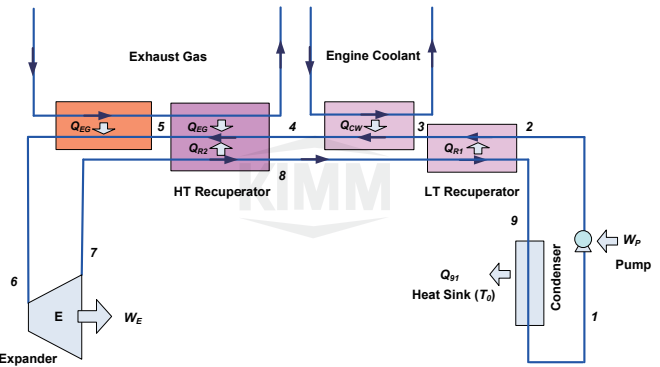 Exhaust Gas
Engine Coolant
Q_EG
5
Q_EG
4
Q_CW
3
2
Q_R2
Q_R1
8
HT Recuperator
LT Recuperator
KIMM
9
7
6
E
W_E
Expander
Q_91
Heat Sink (T_0)
Condenser
W_P
Pump
1